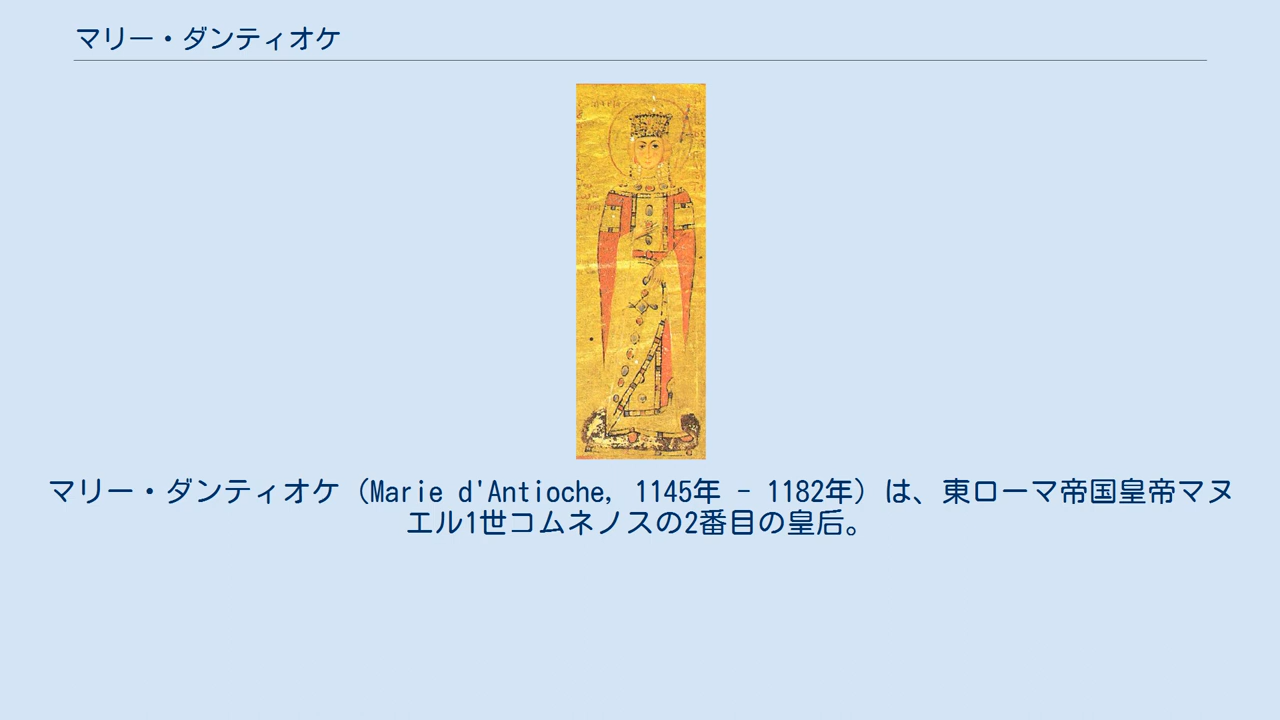 マリー・ダンティオケ
マリー・ダンティオケ（Marie d'Antioche, 1145年 - 1182年）は、東ローマ帝国皇帝マヌ
エル1世コムネノスの2番目の皇后。